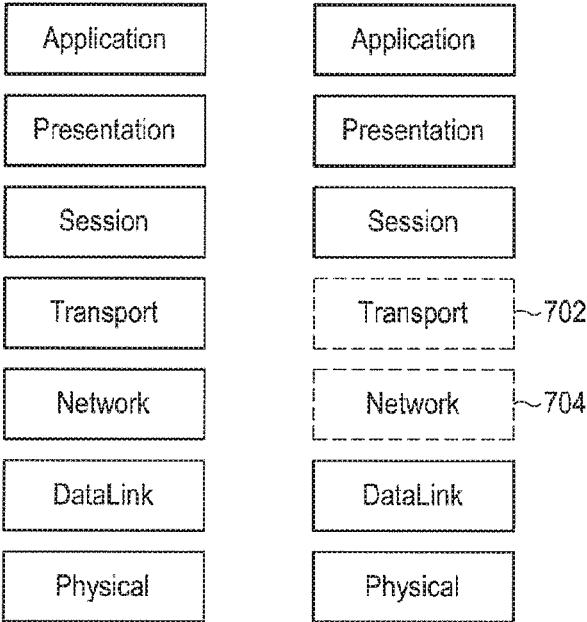 Application
Application
Presentation
Presentation
Session
Session
Transport
Transport
702
Network
Network
704
DataLink
DataLink
Physical
Physical